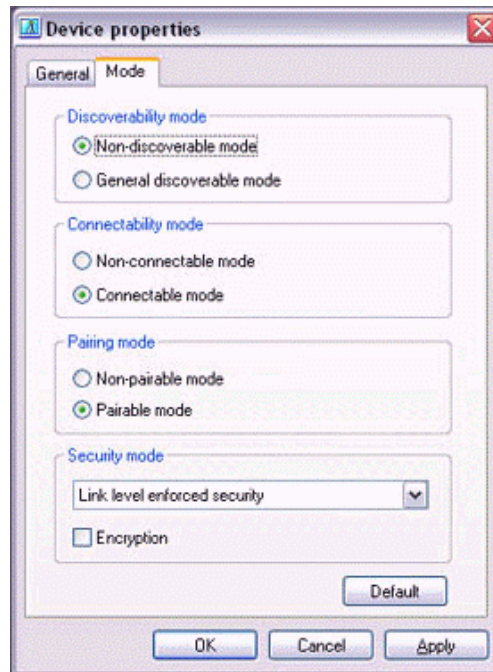 Device properties
General Mode
Discoverability mode
Non-discoverable mode
General discoverable mode
Connectability mode
Non-connectable mode
Connectable mode
Pairing mode
Non-pairable mode
Pairable mode
Security mode
Link level enforced security
Encryption
Default
OK Cancel Apply